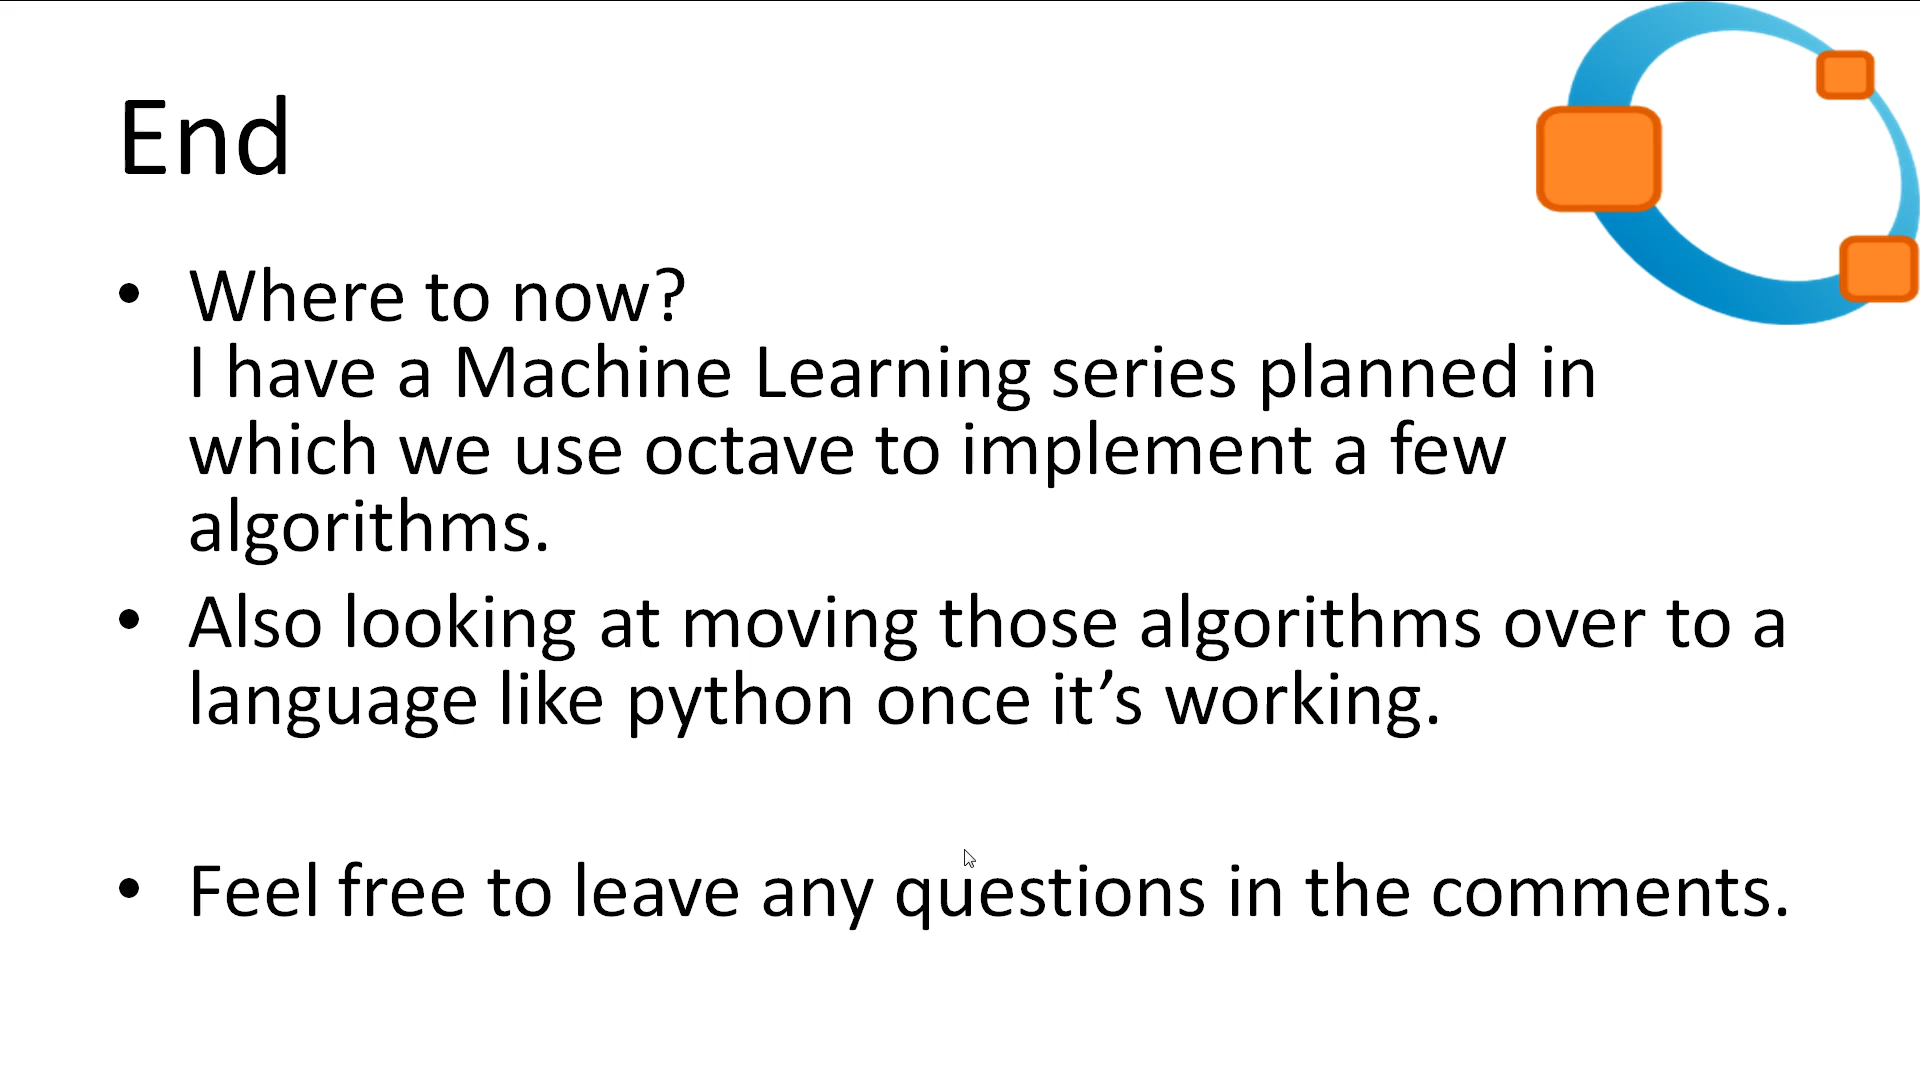 End
• Where to now?
I have a Machine Learning series planned in
which we use octave to implement a few
algorithms.
• Also looking at moving those algorithms over to a
language like python once it’s working.
• Feel free to leave any questions in the comments.